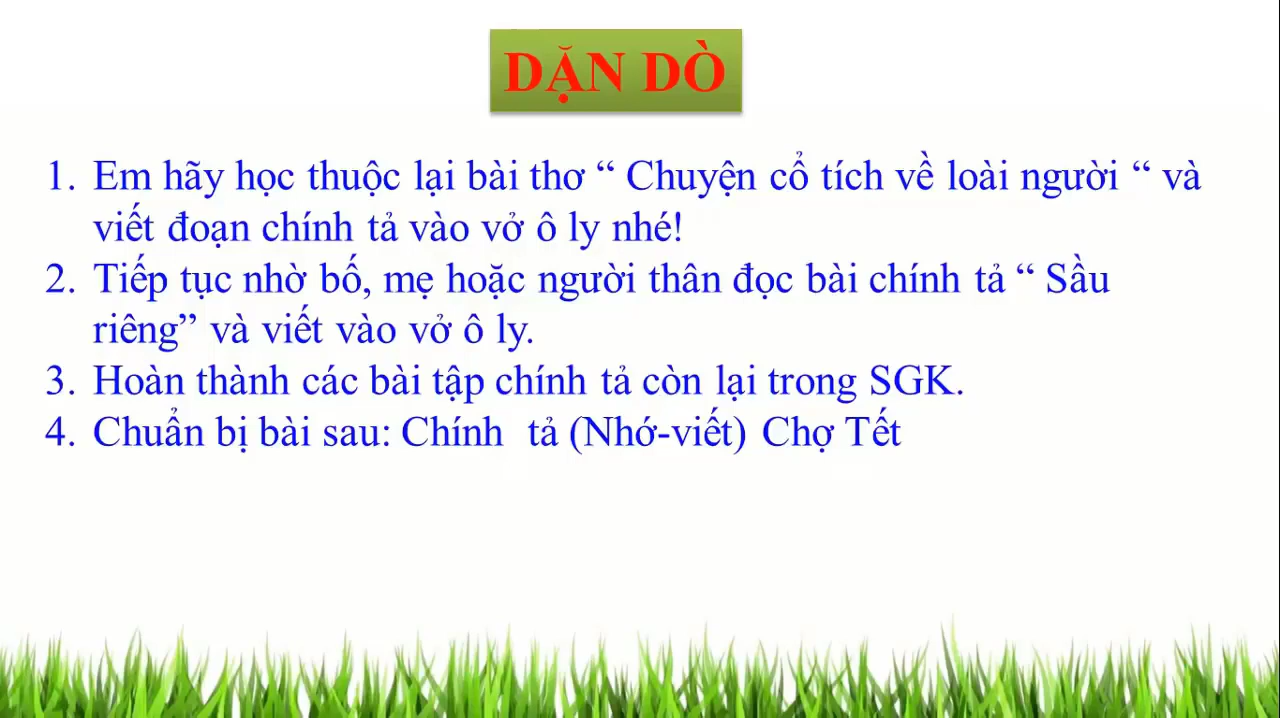 DẶN DÒ
1. Em hãy học thuộc lại bài thơ “ Chuyện cổ tích về loài người “ và
viết đoạn chính tả vào vở ô ly nhé!
2. Tiếp tục nhờ bố, mẹ hoặc người thân đọc bài chính tả “ Sầu
riêng” và viết vào vở ô ly.
3. Hoàn thành các bài tập chính tả còn lại trong SGK.
4. Chuẩn bị bài sau: Chính tả (Nhớ-viết) Chợ Tết